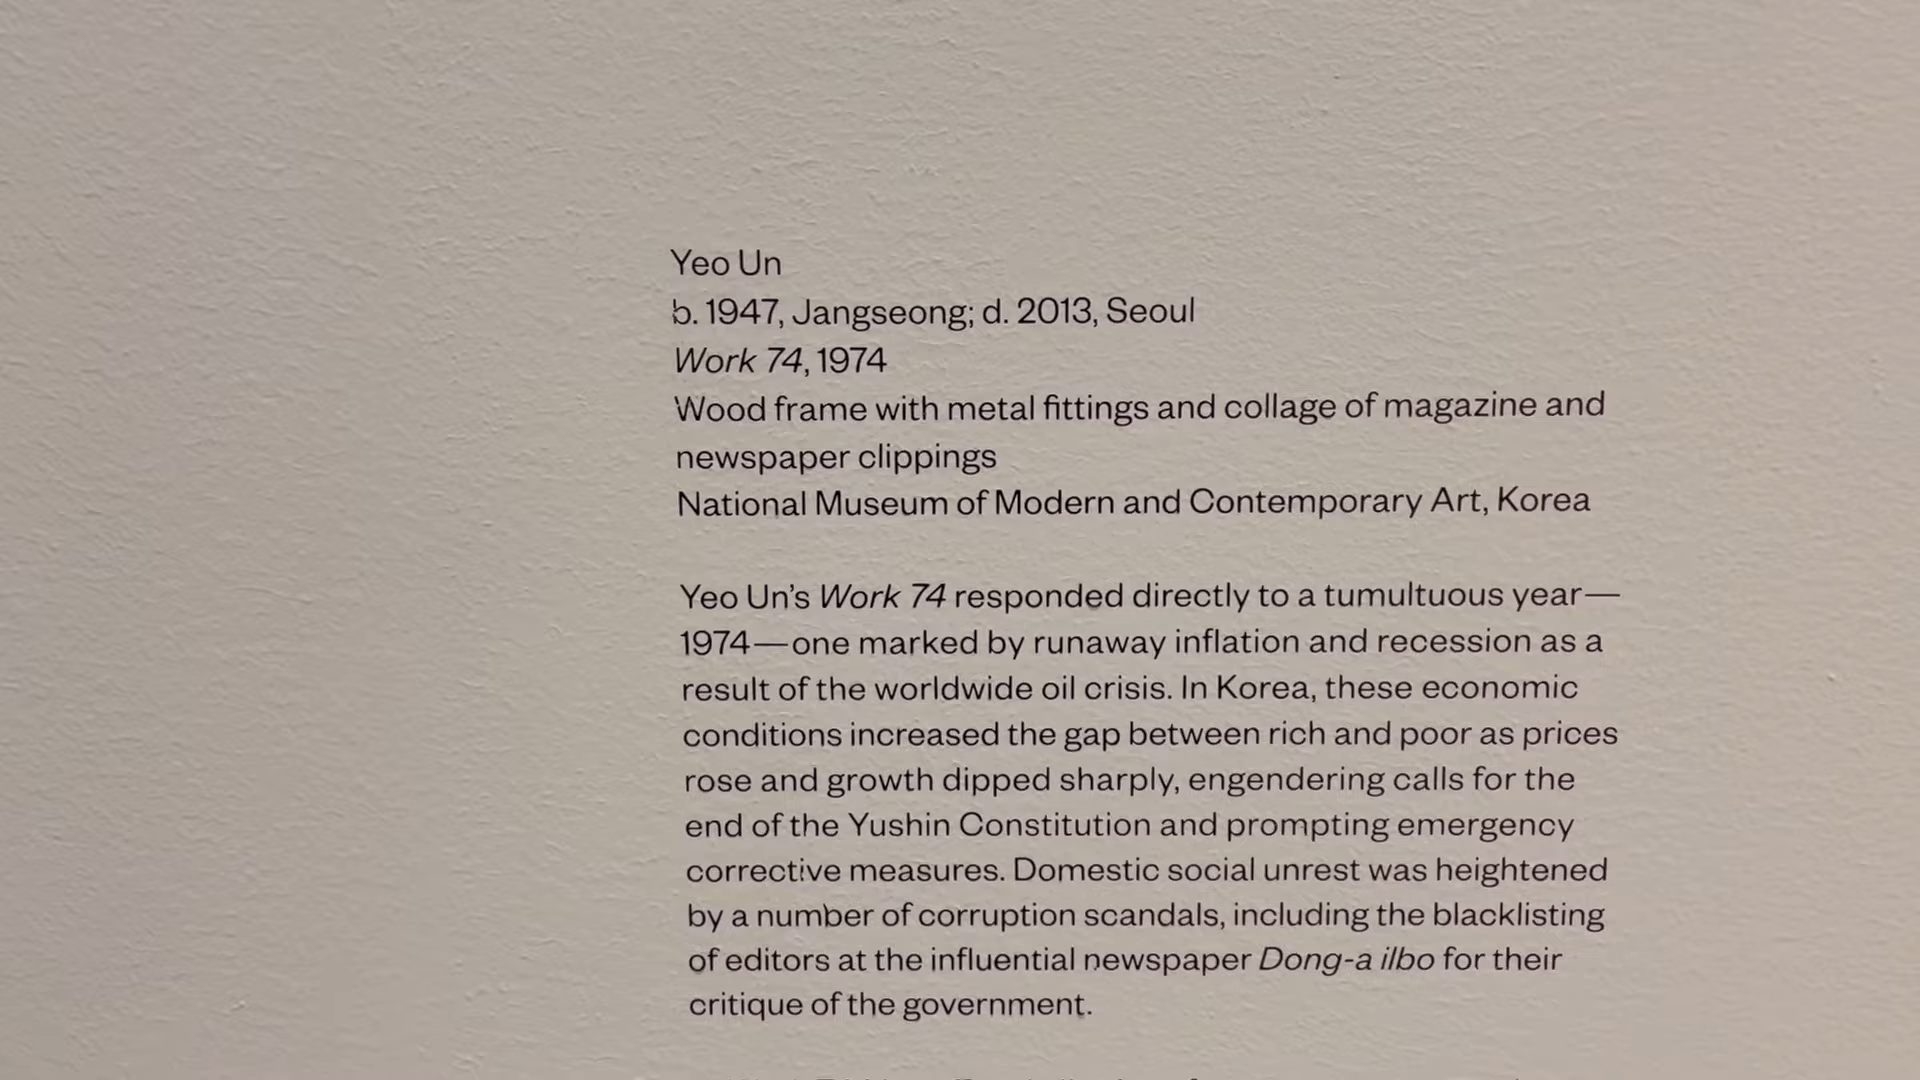 Yeo Un
b. 1947, Jangseong; d. 2013, Seoul
Work 74, 1974
Wood frame with metal fittings and collage of magazine and
newspaper clippings
National Museum of Modern and Contemporary Art, Korea
Yeo Un’s Work 74 responded directly to a tumultuous year—
1974—one marked by runaway inflation and recession as a
result of the worldwide oil crisis. In Korea, these economic
conditions increased the gap between rich and poor as prices
rose and growth dipped sharply, engendering calls for the
end of the Yushin Constitution and prompting emergency
corrective measures. Domestic social unrest was heightened
by a number of corruption scandals, including the blacklisting
of editors at the influential newspaper Dong-a ilbo for their
critique of the government.